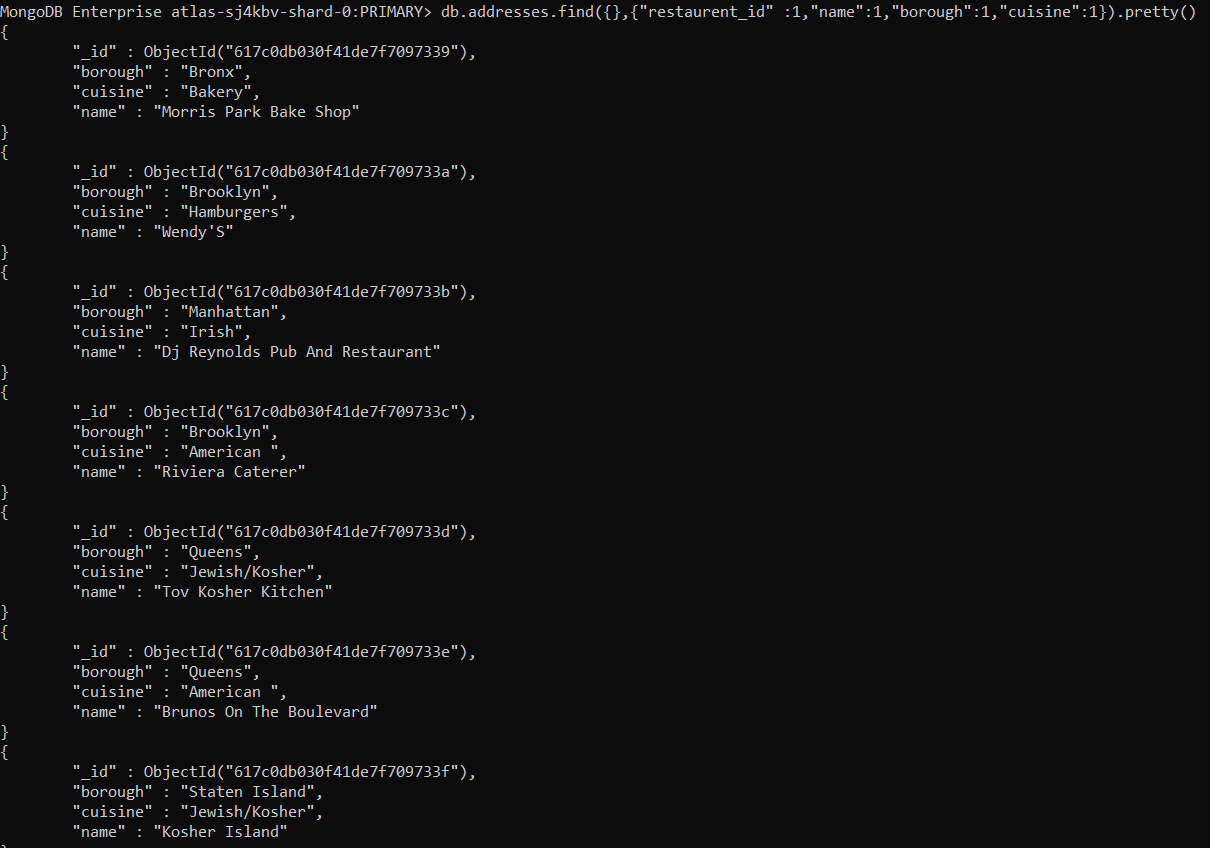 MongoDB Enterprise atlas-sj4kbv-shard-0:PRIMARY> db.addresses.find({},{"restaurent_id" :1,"name":1,"borough":1,"cuisine":1}).pretty()
{
"_id" : ObjectId("617c0db030f41de7f7097339"),
"borough" : "Bronx",
"cuisine" : "Bakery",
"name" : "Morris Park Bake Shop"
}
{
"_id" : ObjectId("617c0db030f41de7f709733a"),
"borough" : "Brooklyn",
"cuisine" : "Hamburgers",
"name" : "Wendy'S"
}
{
"_id" : ObjectId("617c0db030f41de7f709733b"),
"borough" : "Manhattan",
"cuisine" : "Irish",
"name" : "Dj Reynolds Pub And Restaurant"
}
{
"_id" : ObjectId("617c0db030f41de7f709733c"),
"borough" : "Brooklyn",
"cuisine" : "American ",
"name" : "Riviera Caterer"
}
{
"_id" : ObjectId("617c0db030f41de7f709733d"),
"borough" : "Queens",
"cuisine" : "Jewish/Kosher",
"name" : "Tov Kosher Kitchen"
}
{
"_id" : ObjectId("617c0db030f41de7f709733e"),
"borough" : "Queens",
"cuisine" : "American ",
"name" : "Brunos On The Boulevard"
}
{
"_id" : ObjectId("617c0db030f41de7f709733f"),
"borough" : "Staten Island",
"cuisine" : "Jewish/Kosher",
"name" : "Kosher Island"